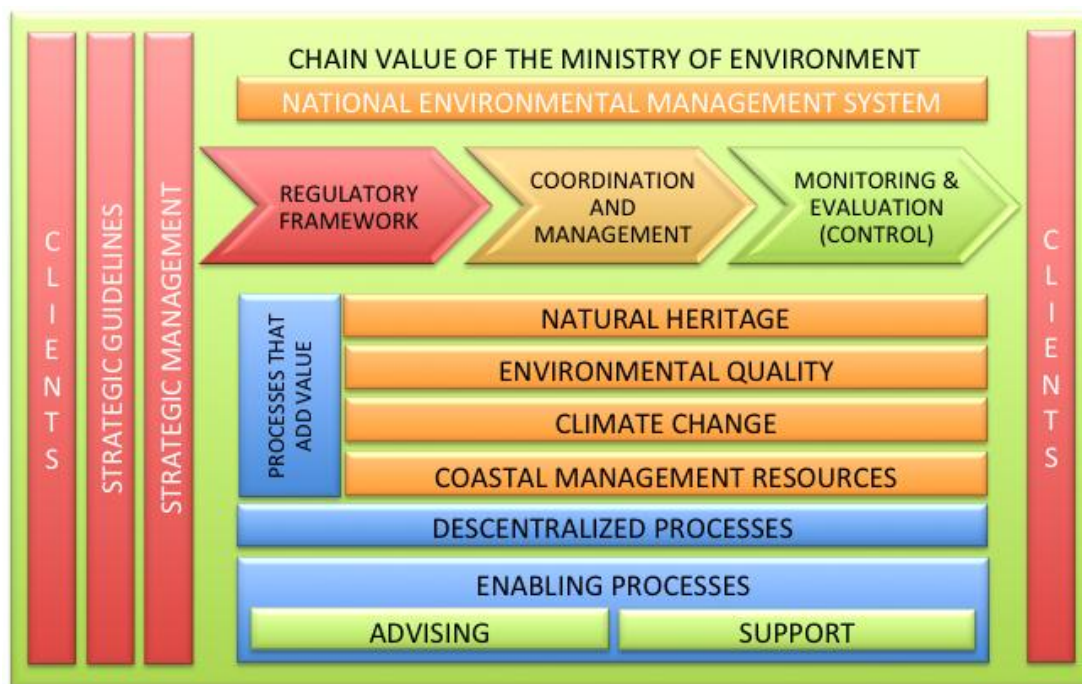 CLIENTS
STRATEGIC GUIDELINES
STRATEGIC MANAGEMENT
CHAIN VALUE OF THE MINISTRY OF ENVIRONMENT
NATIONAL ENVIRONMENTAL MANAGEMENT SYSTEM
REGULATORY
FRAMEWORK
COORDINATION
AND
MANAGEMENT
MONITORING &
EVALUATION
(CONTROL)
PROCESSES THAT
ADD VALUE
NATURAL HERITAGE
ENVIRONMENTAL QUALITY
CLIMATE CHANGE
COASTAL MANAGEMENT RESOURCES
DESCENTRALIZED PROCESSES
ENABLING PROCESSES
ADVISING
SUPPORT
CLIENTS